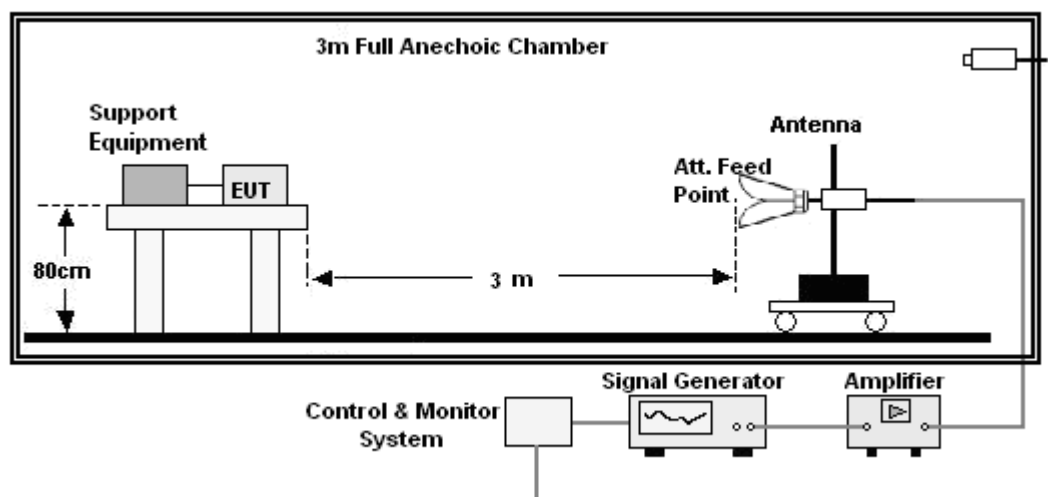 3m Full Anechoic Chamber
Support
Equipment
Antenna
EUT
Att. Feed
Point
80cm
3 m
Signal Generator
Amplifier
Control & Monitor
System